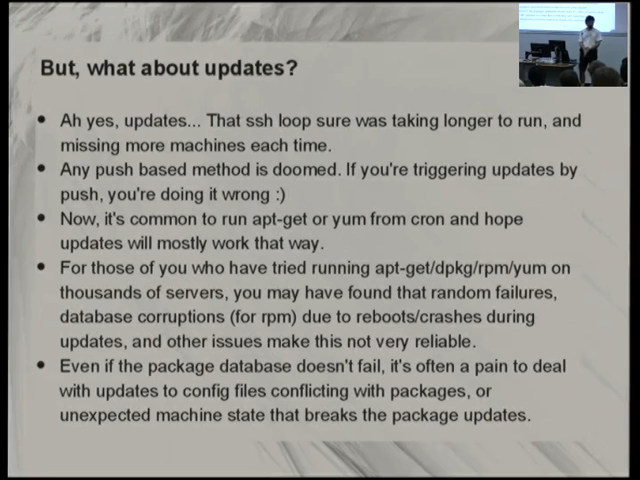 But, what about updates?
Ah yes, updates... That ssh loop sure was taking longer to run, and
missing more machines each time.
Any push based method is doomed. If you're triggering updates by
push, you're doing it wrong :)
Now, it's common to run apt-get or yum from cron and hope
updates will mostly work that way.
For those of you who have tried running apt-get/dpkg/rpm/yum on
thousands of servers, you may have found that random failures,
database corruptions (for rpm) due to reboots/crashes during
updates, and other issues make this not very reliable.
Even if the package database doesn't fail, it's often a pain to deal
with updates to config files conflicting with packages, or
unexpected machine state that breaks the package updates.